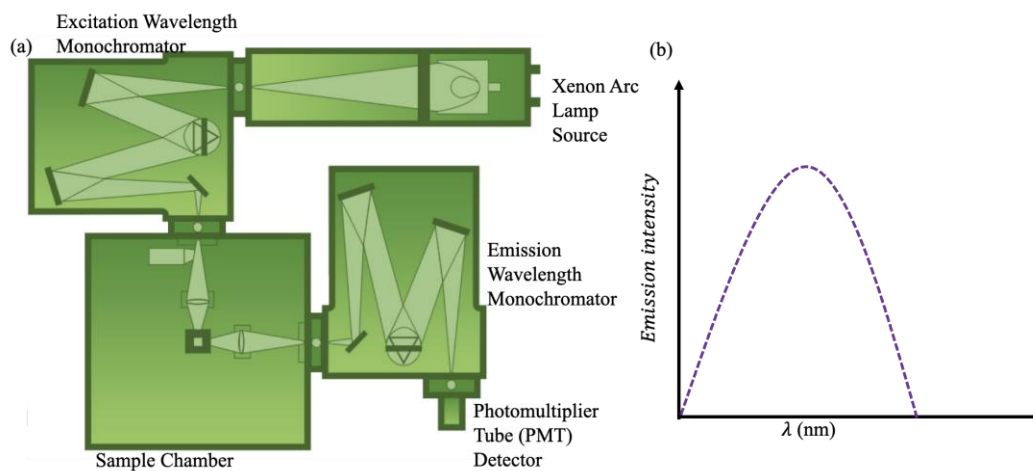 (a)
Excitation Wavelength
Monochromator
Xenon Arc
Lamp
Source
Emission
Wavelength
Monochromator
Photomultiplier
Tube (PMT)
Detector
Sample Chamber
(b)
Emission intensity
λ (nm)